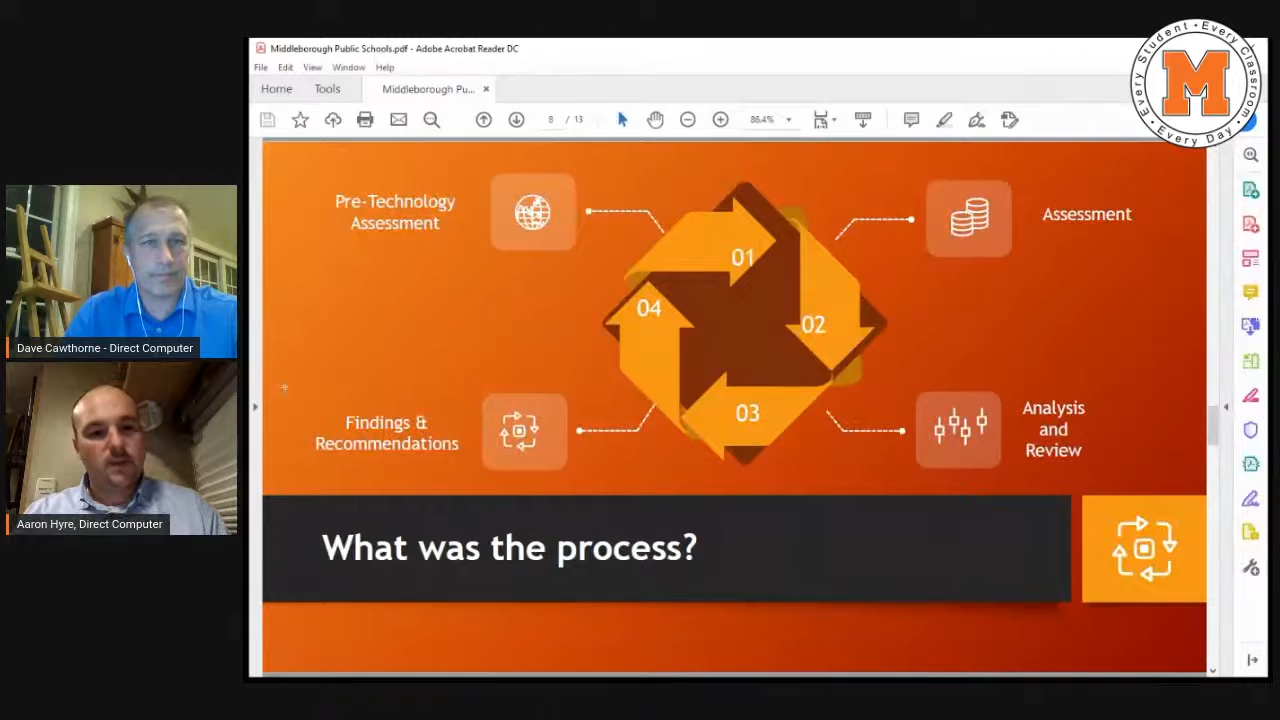 Middleborough Public Schools.pdf - Adobe Acrobat Reader DC
File Edit View Window Help
Home Tools Middleborough Pu... ×
8 / 13 86.4%
Every Student • Every Classroom • Every Day •
M
Pre-Technology
Assessment
Assessment
01
02
03
04
Findings &
Recommendations
Analysis
and
Review
What was the process?
Dave Cawthorne - Direct Computer
Aaron Hyre, Direct Computer